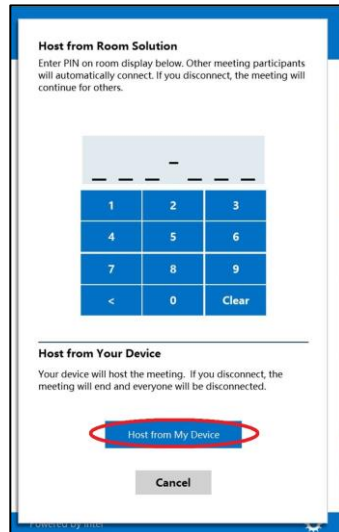 Host from Room Solution
Enter PIN on room display below. Other meeting participants
will automatically connect. If you disconnect, the meeting will
continue for others.
_ _ _ - _ _ _
1 2 3
4 5 6
7 8 9
< 0 Clear
Host from Your Device
Your device will host the meeting. If you disconnect, the
meeting will end and everyone will be disconnected.
Host from My Device
Cancel
Powered by Intel